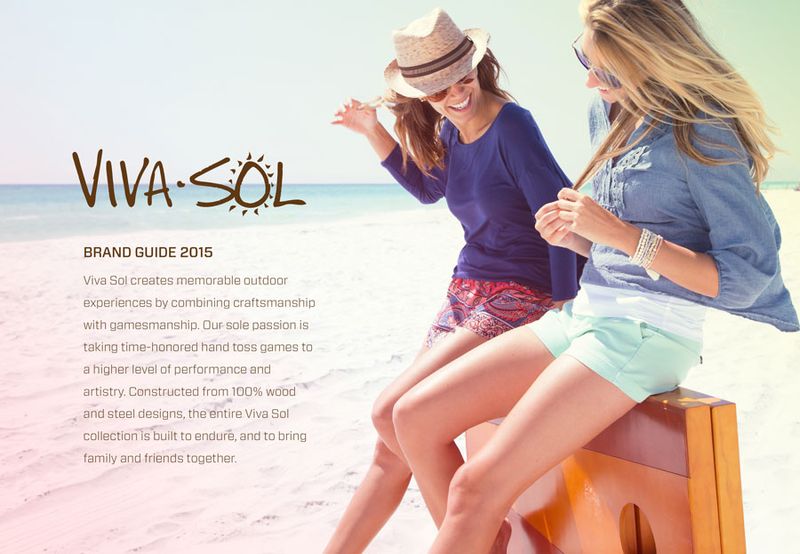 VIVA·SOL
BRAND GUIDE 2015
Viva Sol creates memorable outdoor
experiences by combining craftsmanship
with gamesmanship. Our sole passion is
taking time-honored hand toss games to
a higher level of performance and
artistry. Constructed from 100% wood
and steel designs, the entire Viva Sol
collection is built to endure, and to bring
family and friends together.